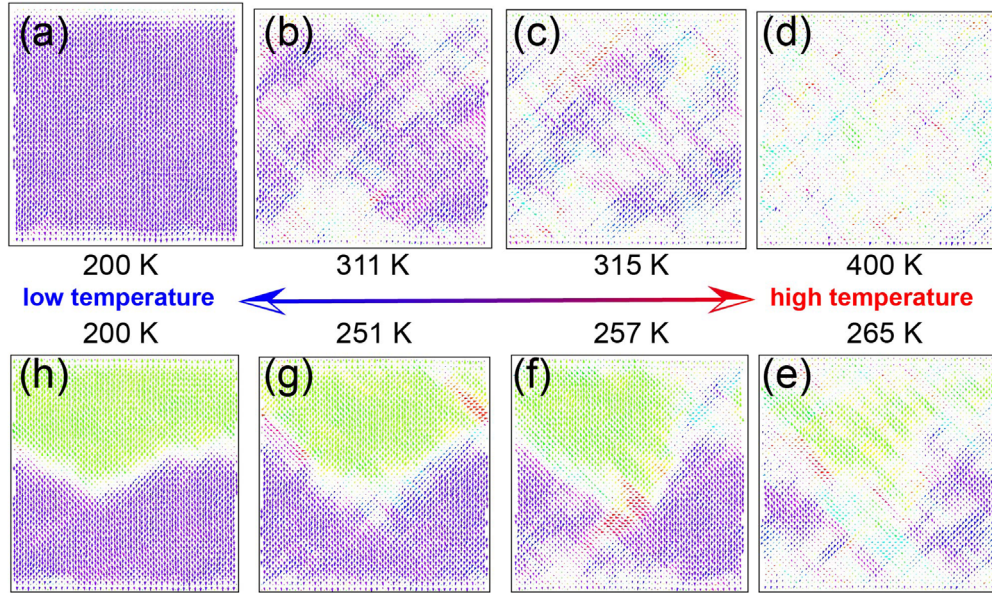 (a) (b) (c) (d)
200 K 311 K 315 K 400 K
low temperature high temperature
200 K 251 K 257 K 265 K
(h) (g) (f) (e)